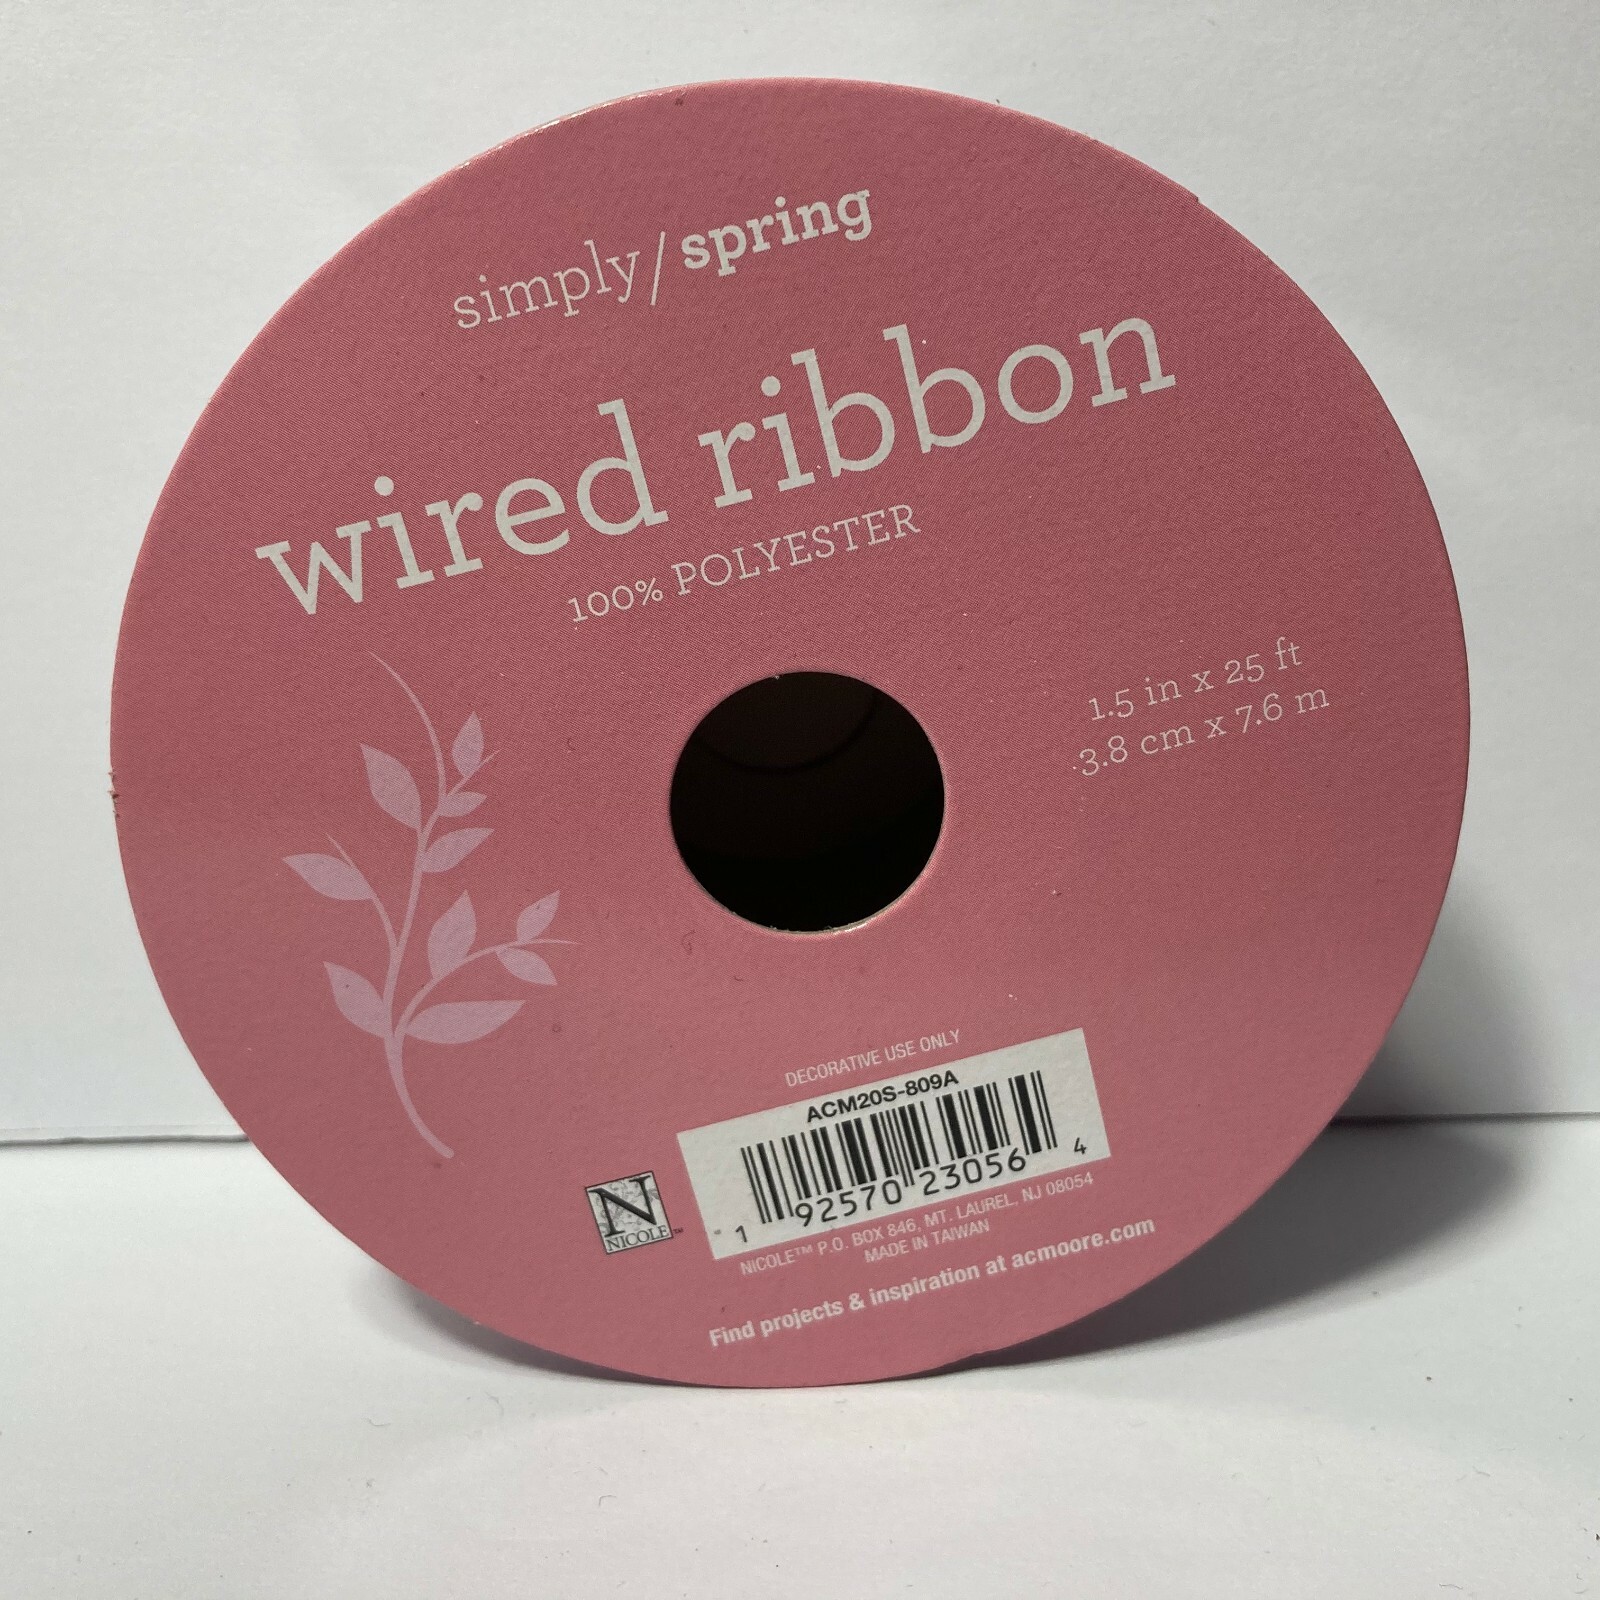 simply/spring
wired ribbon
100% POLYESTER
1.5 in x 25 ft
3.8 cm x 7.6 m
DECORATIVE USE ONLY
ACM20S-809A
1 92570 23056 4
N
NICOLE™
NICOLE™ P.O. BOX 846, MT. LAUREL, NJ 08054
MADE IN TAIWAN
Find projects & inspiration at acmoore.com